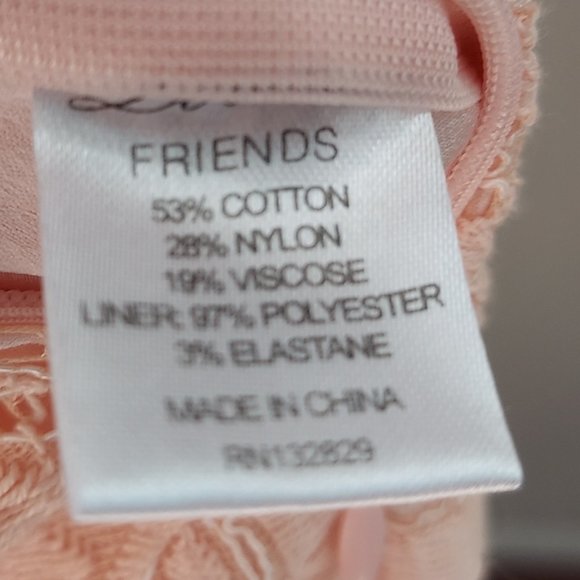 FRIENDS
53% COTTON
28% NYLON
19% VISCOSE
LINER: 97% POLYESTER
3% ELASTANE
MADE IN CHINA
RN132829